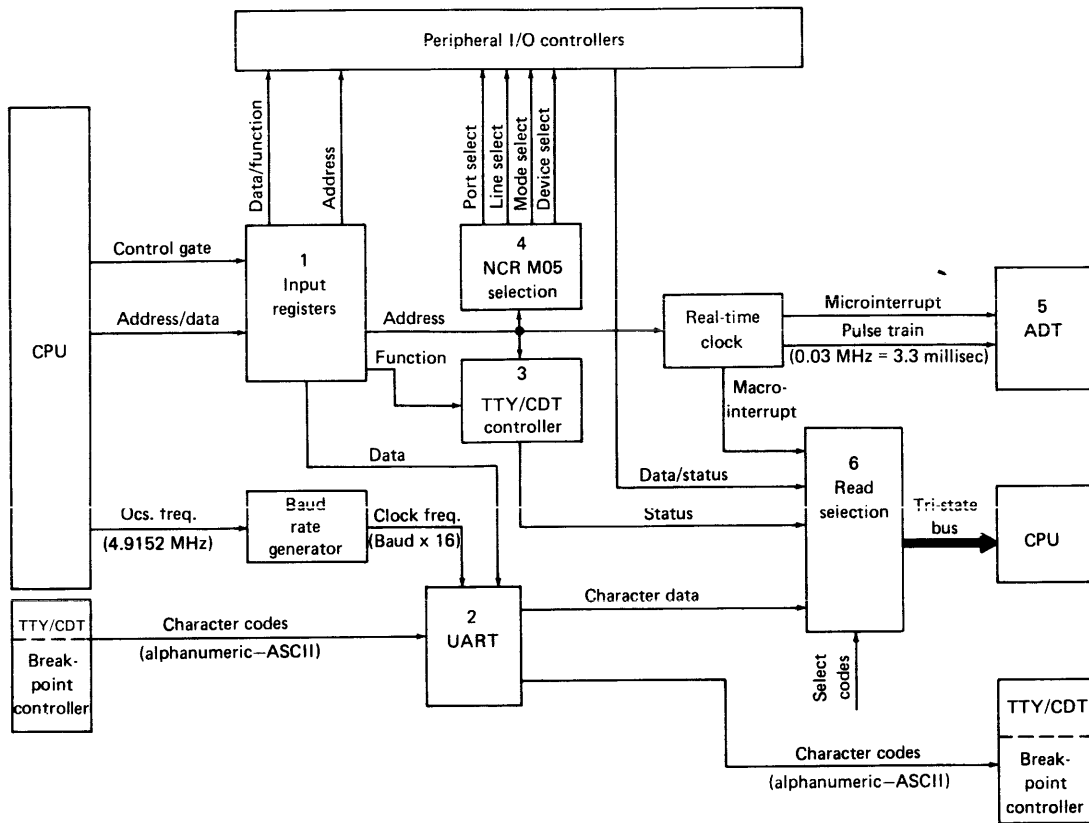 Peripheral I/O controllers
Data/function
Address
Port select
Line select
Mode select
Device select
CPU
Control gate
Address/data
1
Input
registers
4
NCR M05
selection
Address
Function
3
TTY/CDT
controller
Real-time
clock
Microinterrupt
Pulse train
(0.03 MHz = 3.3 millisec)
5
ADT
Macro-
interrupt
Data
Data/status
Status
6
Read
selection
Tri-state
bus
CPU
Ocs. freq.
(4.9152 MHz)
Baud
rate
generator
Clock freq.
(Baud x 16)
2
UART
Character data
Select
codes
TTY/CDT
Break-
point
controller
Character codes
(alphanumeric—ASCII)
Character codes
(alphanumeric—ASCII)
TTY/CDT
Break-
point
controller